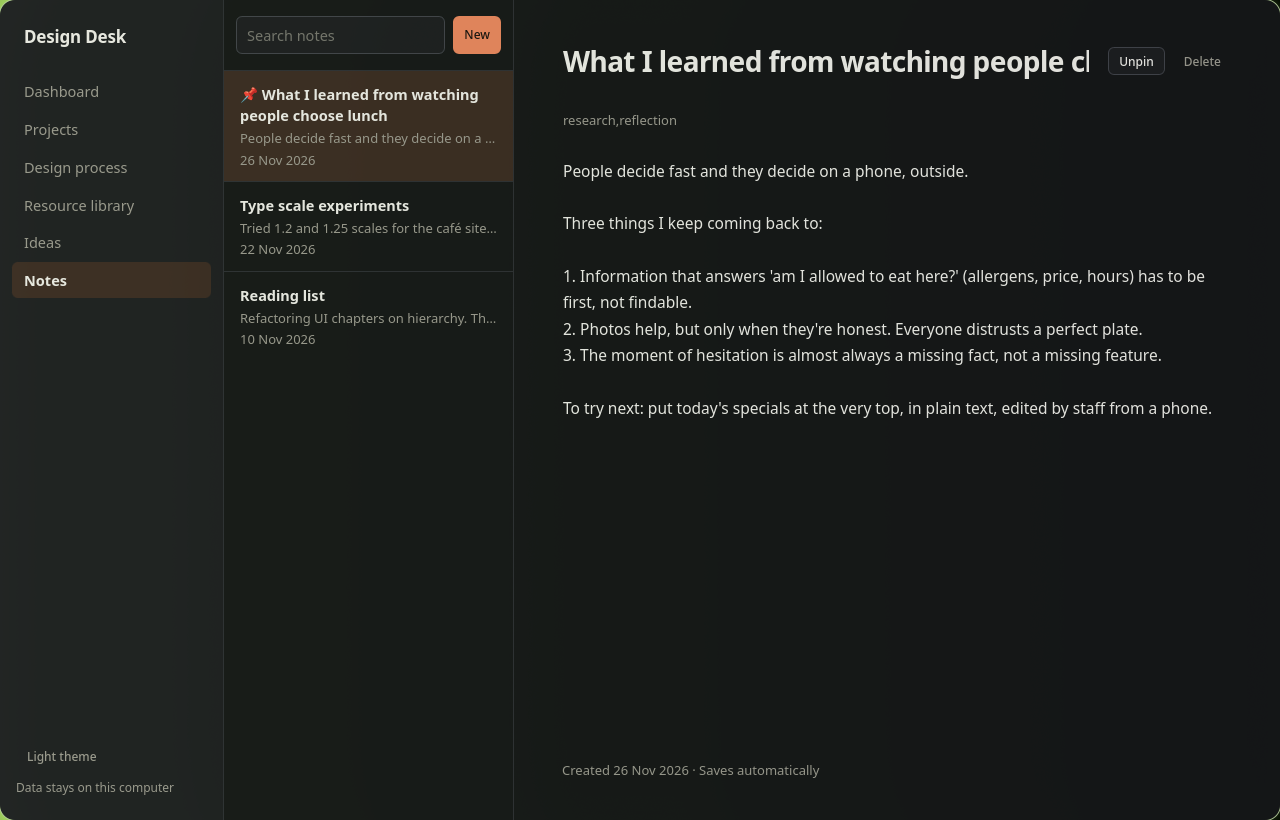 Design Desk
Dashboard
Projects
Design process
Resource library
Ideas
Notes
Light theme
Data stays on this computer
Search notes
New
📌 What I learned from watching
people choose lunch
People decide fast and they decide on a ...
26 Nov 2026
Type scale experiments
Tried 1.2 and 1.25 scales for the café site...
22 Nov 2026
Reading list
Refactoring UI chapters on hierarchy. Th...
10 Nov 2026
What I learned from watching people
Unpin
Delete
research,reflection
People decide fast and they decide on a phone, outside.
Three things I keep coming back to:
1. Information that answers 'am I allowed to eat here?' (allergens, price, hours) has to be
first, not findable.
2. Photos help, but only when they're honest. Everyone distrusts a perfect plate.
3. The moment of hesitation is almost always a missing fact, not a missing feature.
To try next: put today's specials at the very top, in plain text, edited by staff from a phone.
Created 26 Nov 2026 · Saves automatically